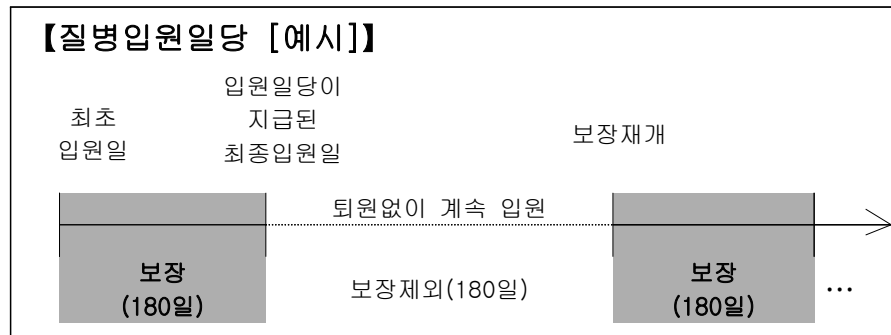 【질병입원일당 [예시]】
최초
입원일
입원일당이
지급된
최종입원일
보장재개
퇴원없이 계속 입원
보장
(180일)
보장제외(180일)
보장
(180일)
…